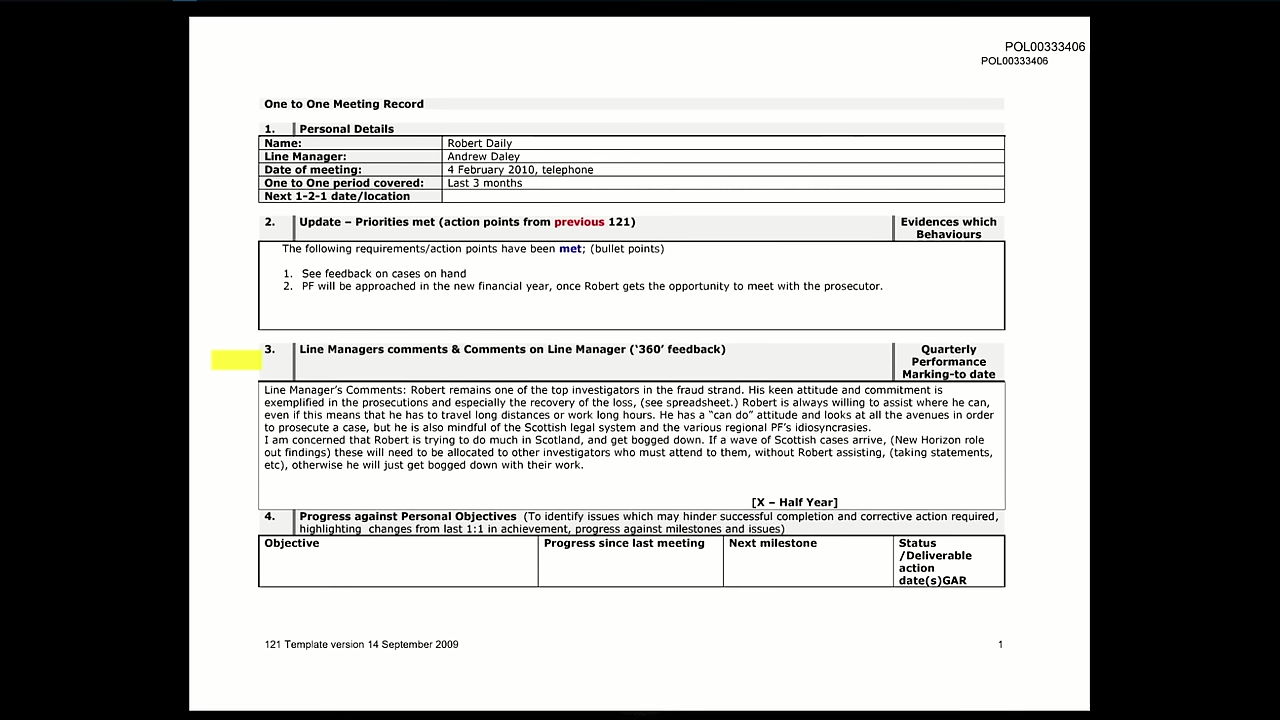 POL00333406
POL00333406
One to One Meeting Record
1. Personal Details
Name: Robert Daily
Line Manager: Andrew Daley
Date of meeting: 4 February 2010, telephone
One to One period covered: Last 3 months
Next 1-2-1 date/location
2. Update – Priorities met (action points from previous 121) Evidences which
Behaviours
The following requirements/action points have been met; (bullet points)
1. See feedback on cases on hand
2. PF will be approached in the new financial year, once Robert gets the opportunity to meet with the prosecutor.
3. Line Managers comments & Comments on Line Manager (‘360’ feedback) Quarterly
Performance
Marking-to date
Line Manager’s Comments: Robert remains one of the top investigators in the fraud strand. His keen attitude and commitment is
exemplified in the prosecutions and especially the recovery of the loss, (see spreadsheet.) Robert is always willing to assist where he can,
even if this means that he has to travel long distances or work long hours. He has a “can do” attitude and looks at all the avenues in order
to prosecute a case, but he is also mindful of the Scottish legal system and the various regional PF’s idiosyncrasies.
I am concerned that Robert is trying to do much in Scotland, and get bogged down. If a wave of Scottish cases arrive, (New Horizon role
out findings) these will need to be allocated to other investigators who must attend to them, without Robert assisting, (taking statements,
etc), otherwise he will just get bogged down with their work.
[X – Half Year]
4. Progress against Personal Objectives (To identify issues which may hinder successful completion and corrective action required,
highlighting changes from last 1:1 in achievement, progress against milestones and issues)
Objective Progress since last meeting Next milestone Status
/Deliverable
action
date(s)GAR
121 Template version 14 September 2009 1